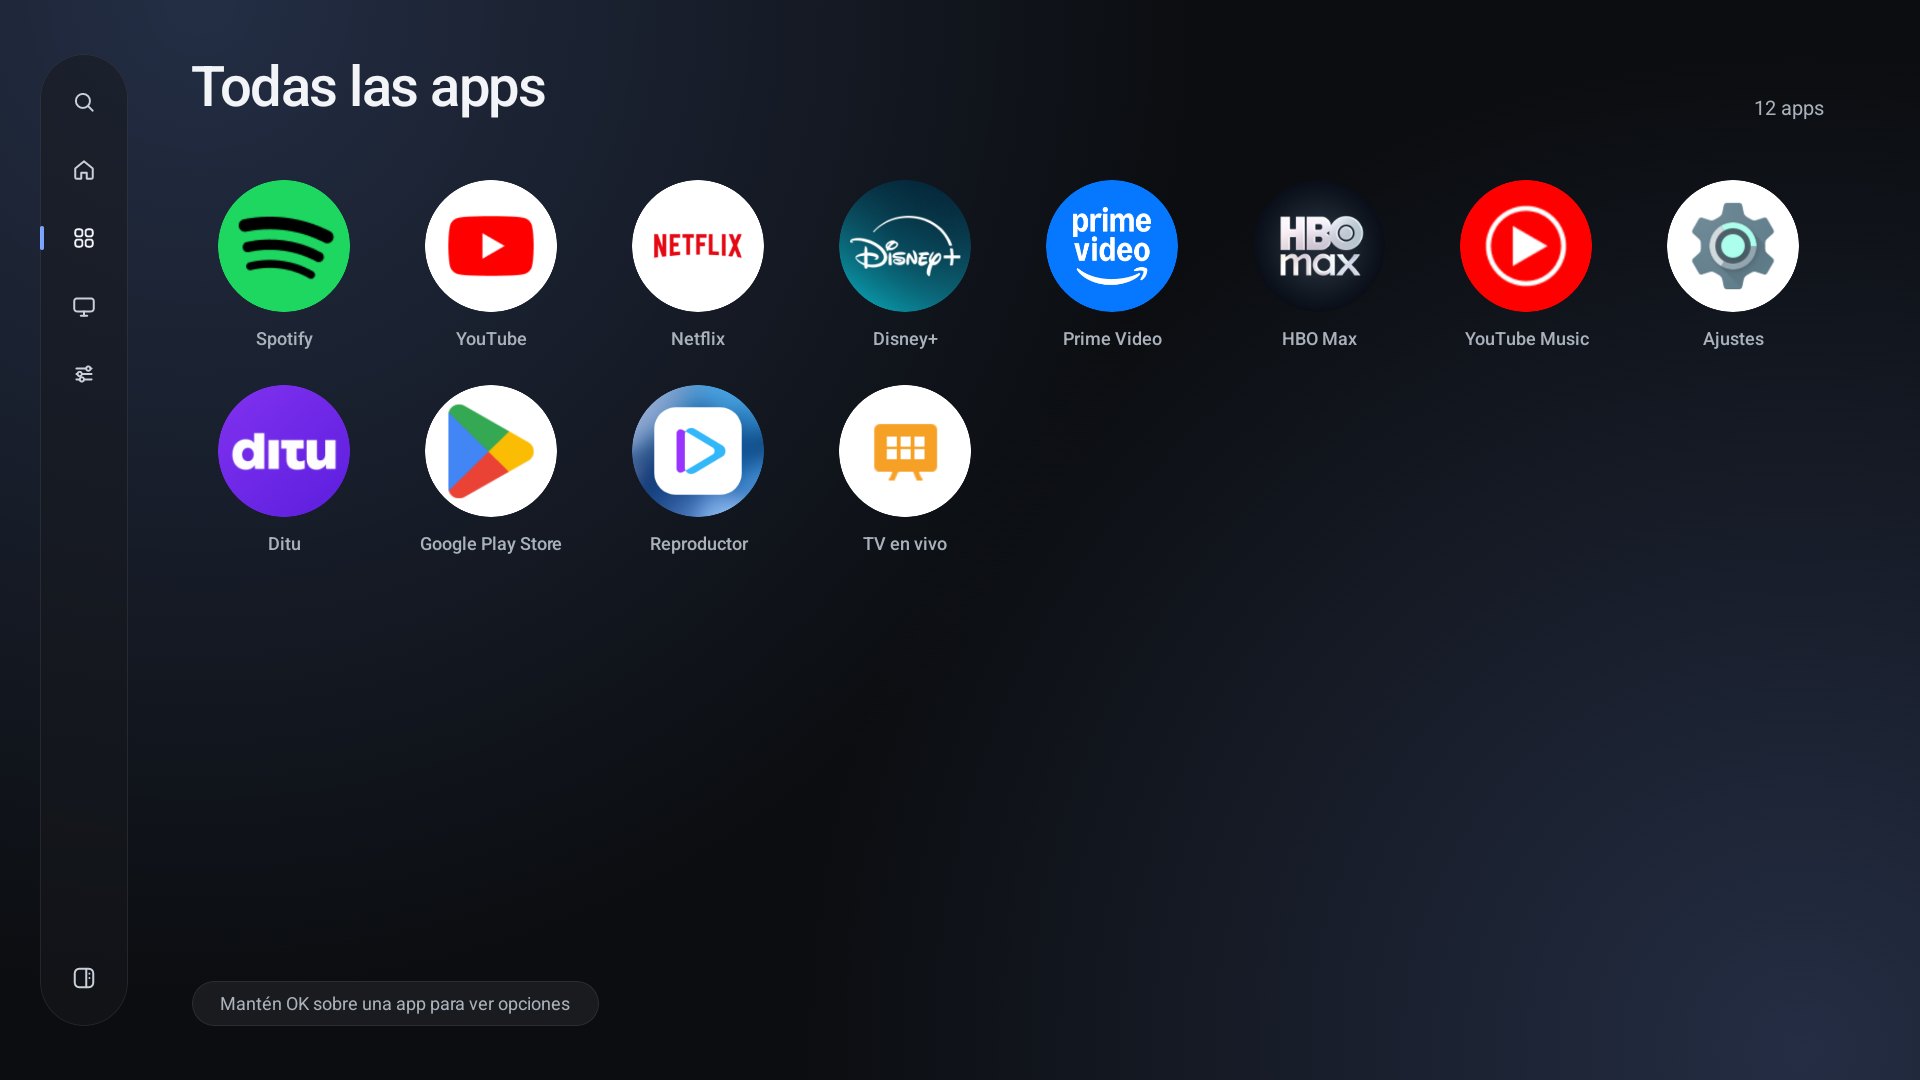 Todas las apps
12 apps
NETFLIX
Disney+
prime
video
HBO
max
Spotify
YouTube
Netflix
Disney+
Prime Video
HBO Max
YouTube Music
Ajustes
ditu
Ditu
Google Play Store
Reproductor
TV en vivo
Mantén OK sobre una app para ver opciones